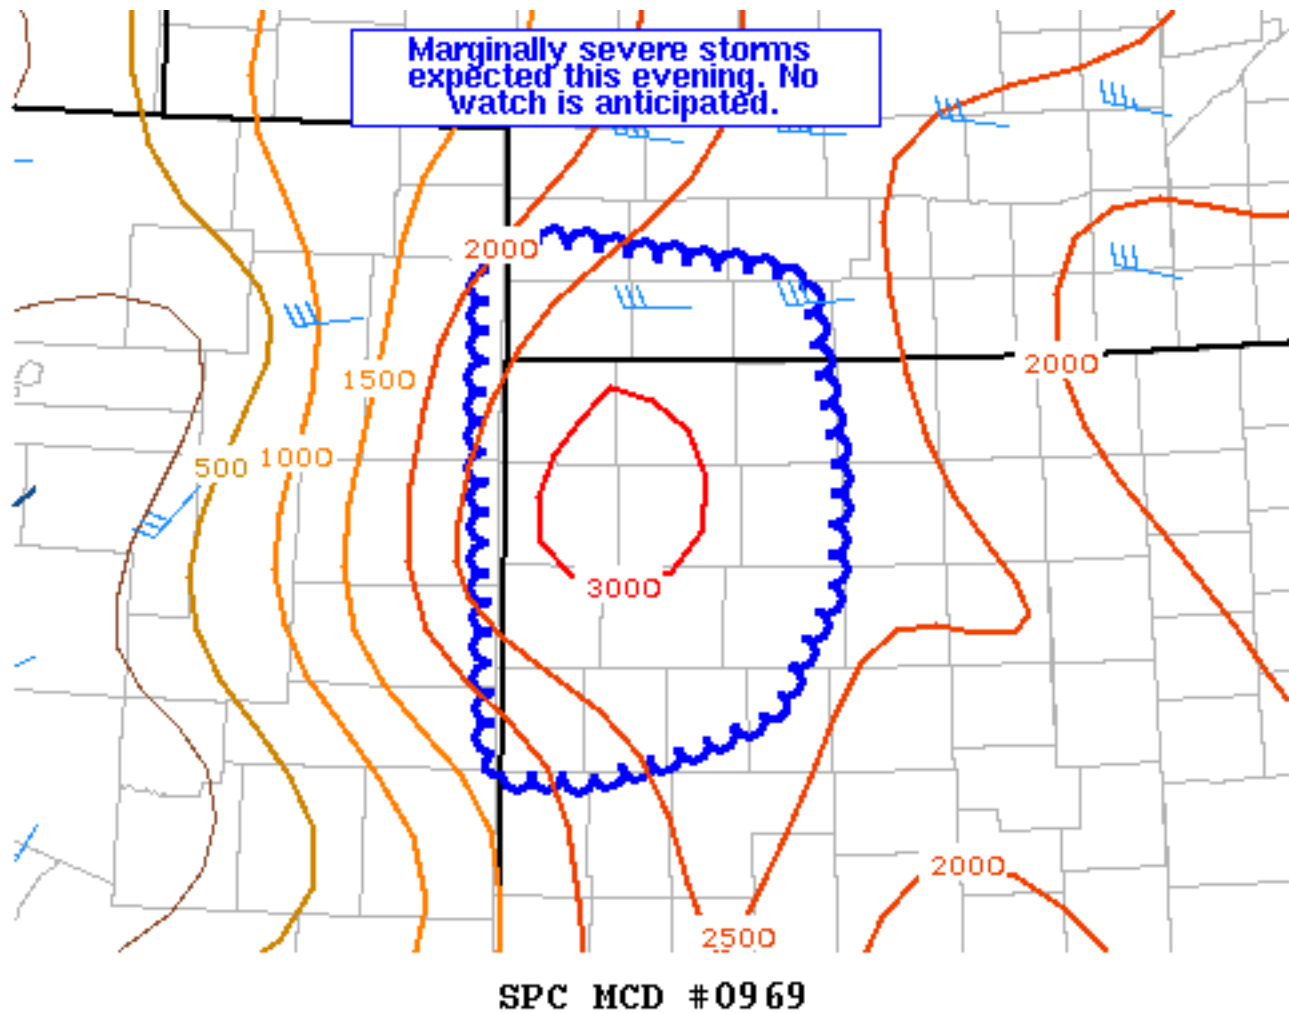 Marginally severe storms
expected this evening. No
watch is anticipated.
2000
2000
1500
1000
500
3000
2000
2500
SPC MCD #0969